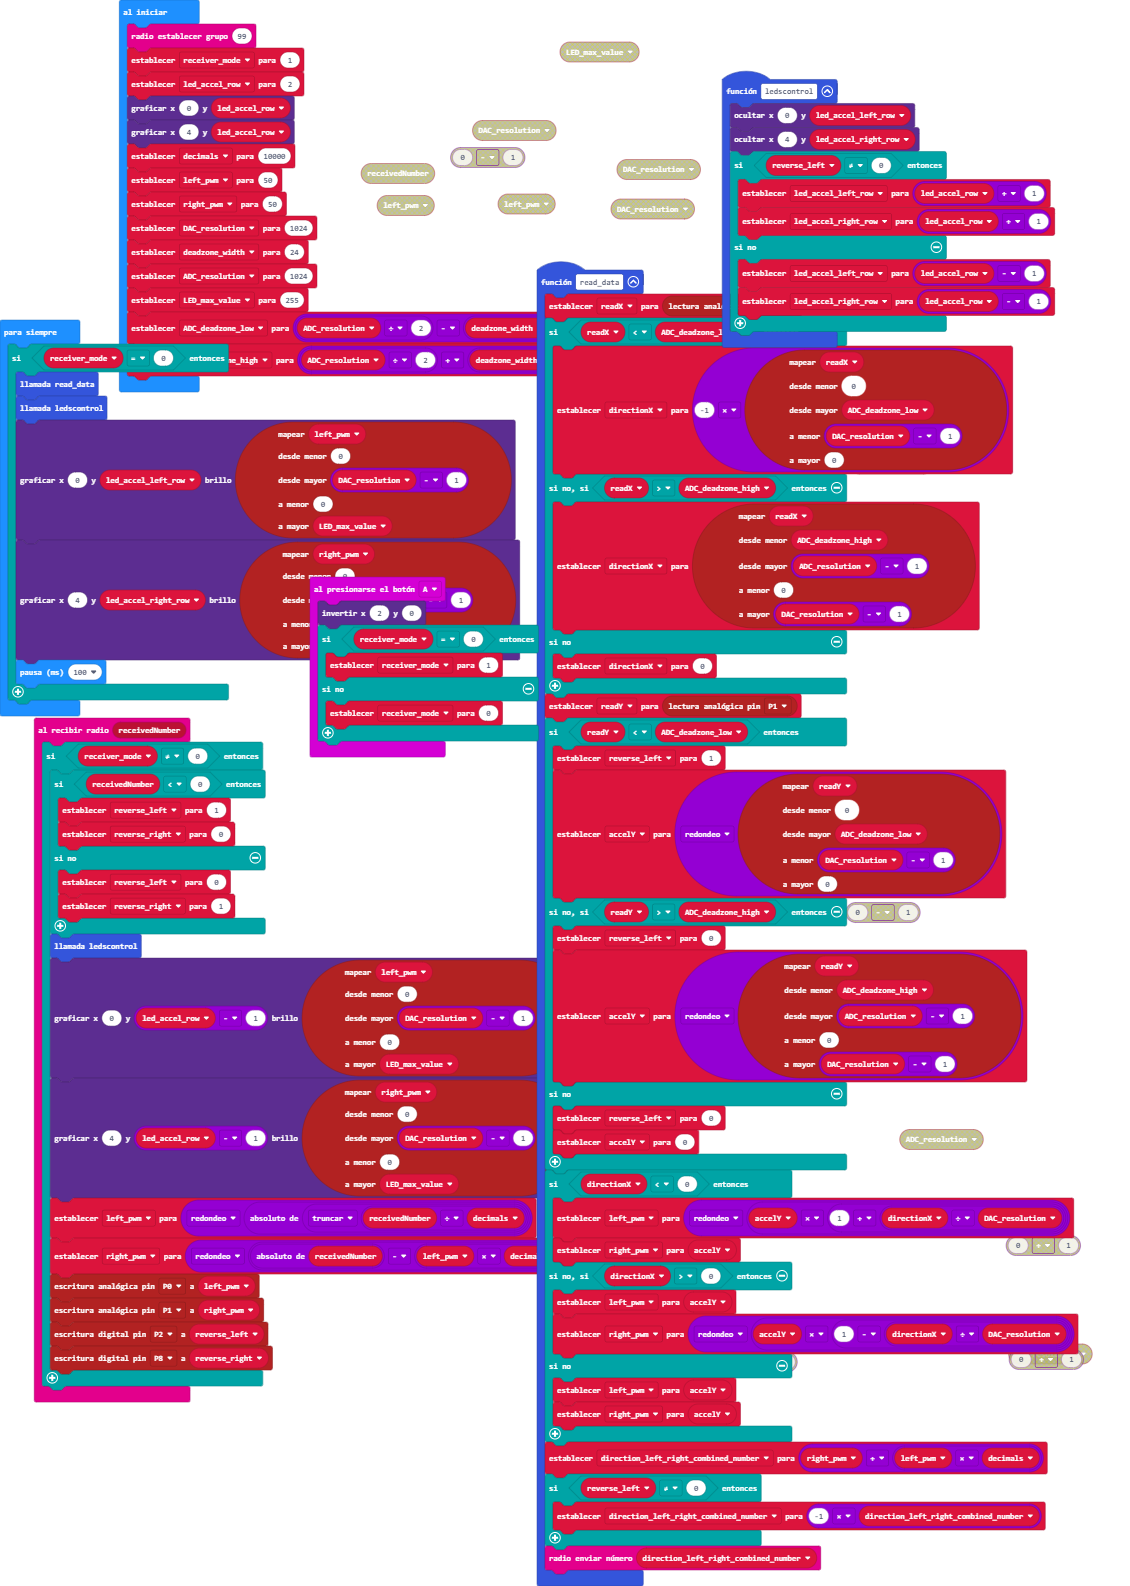 al iniciar
radio establecer grupo 99
establecer receiver_mode para 1
establecer led_accel_row para 2
graficar x 0 y led_accel_row
graficar x 4 y led_accel_row
establecer decimals para 10000
establecer left_pwm para 50
establecer right_pwm para 50
establecer DAC_resolution para 1024
establecer deadzone_width para 24
establecer ADC_resolution para 1024
establecer LED_max_value para 255
establecer ADC_deadzone_low para ADC_resolution ÷ 2 - deadzone_width
ne_high para ADC_resolution ÷ 2 + deadzone_width
LED_max_value
DAC_resolution
0 - 1
receivedNumber
left_pwm
left_pwm
DAC_resolution
DAC_resolution
función ledscontrol
ocultar x 0 y led_accel_left_row
ocultar x 4 y led_accel_right_row
si reverse_left ≠ 0 entonces
establecer led_accel_left_row para led_accel_row + 1
establecer led_accel_right_row para led_accel_row + 1
si no
establecer led_accel_left_row para led_accel_row - 1
establecer led_accel_right_row para led_accel_row - 1
para siempre
si receiver_mode = 0 entonces
llamada read_data
llamada ledscontrol
graficar x 0 y led_accel_left_row brillo
mapear left_pwm
desde menor 0
desde mayor DAC_resolution - 1
a menor 0
a mayor LED_max_value
graficar x 4 y led_accel_right_row brillo
mapear right_pwm
desde menor 0
desde 1
a menor
a mayor
pausa (ms) 100
al presionarse el botón A
invertir x 2 y 0
si receiver_mode = 0 entonces
establecer receiver_mode para 1
si no
establecer receiver_mode para 0
al recibir radio receivedNumber
si receiver_mode ≠ 0 entonces
si receivedNumber < 0 entonces
establecer reverse_left para 1
establecer reverse_right para 0
si no
establecer reverse_left para 0
establecer reverse_right para 1
llamada ledscontrol
graficar x 0 y led_accel_row - 1 brillo
mapear left_pwm
desde menor 0
desde mayor DAC_resolution - 1
a menor 0
a mayor LED_max_value
graficar x 4 y led_accel_row - 1 brillo
mapear right_pwm
desde menor 0
desde mayor DAC_resolution - 1
a menor 0
a mayor LED_max_value
establecer left_pwm para redondeo absoluto de truncar receivedNumber ÷ decimals
establecer right_pwm para redondeo absoluto de receivedNumber - left_pwm × decima
escritura analógica pin P0 a left_pwm
escritura analógica pin P1 a right_pwm
escritura digital pin P2 a reverse_left
escritura digital pin P8 a reverse_right
función read_data
establecer readX para lectura anal
si readX < ADC_deadzone_l
establecer directionX para -1 ×
mapear readX
desde menor 0
desde mayor ADC_deadzone_low
a menor DAC_resolution - 1
a mayor 0
si no, si readX > ADC_deadzone_high entonces
establecer directionX para
mapear readX
desde menor ADC_deadzone_high
desde mayor ADC_resolution - 1
a menor 0
a mayor DAC_resolution - 1
si no
establecer directionX para 0
establecer readY para lectura analógica pin P1
si readY < ADC_deadzone_low entonces
establecer reverse_left para 1
establecer accelY para redondeo
mapear readY
desde menor 0
desde mayor ADC_deadzone_low
a menor DAC_resolution - 1
a mayor 0
si no, si readY > ADC_deadzone_high entonces
0 - 1
establecer reverse_left para 0
establecer accelY para redondeo
mapear readY
desde menor ADC_deadzone_high
desde mayor ADC_resolution - 1
a menor 0
a mayor DAC_resolution - 1
si no
establecer reverse_left para 0
establecer accelY para 0
ADC_resolution
si directionX < 0 entonces
establecer left_pwm para redondeo accelY × 1 + directionX ÷ DAC_resolution
establecer right_pwm para accelY
0 + 1
si no, si directionX > 0 entonces
establecer left_pwm para accelY
establecer right_pwm para redondeo accelY × 1 - directionX ÷ DAC_resolution
0 + 1
si no
establecer left_pwm para accelY
establecer right_pwm para accelY
establecer direction_left_right_combined_number para right_pwm + left_pwm × decimals
si reverse_left ≠ 0 entonces
establecer direction_left_right_combined_number para -1 × direction_left_right_combined_number
radio enviar número direction_left_right_combined_number